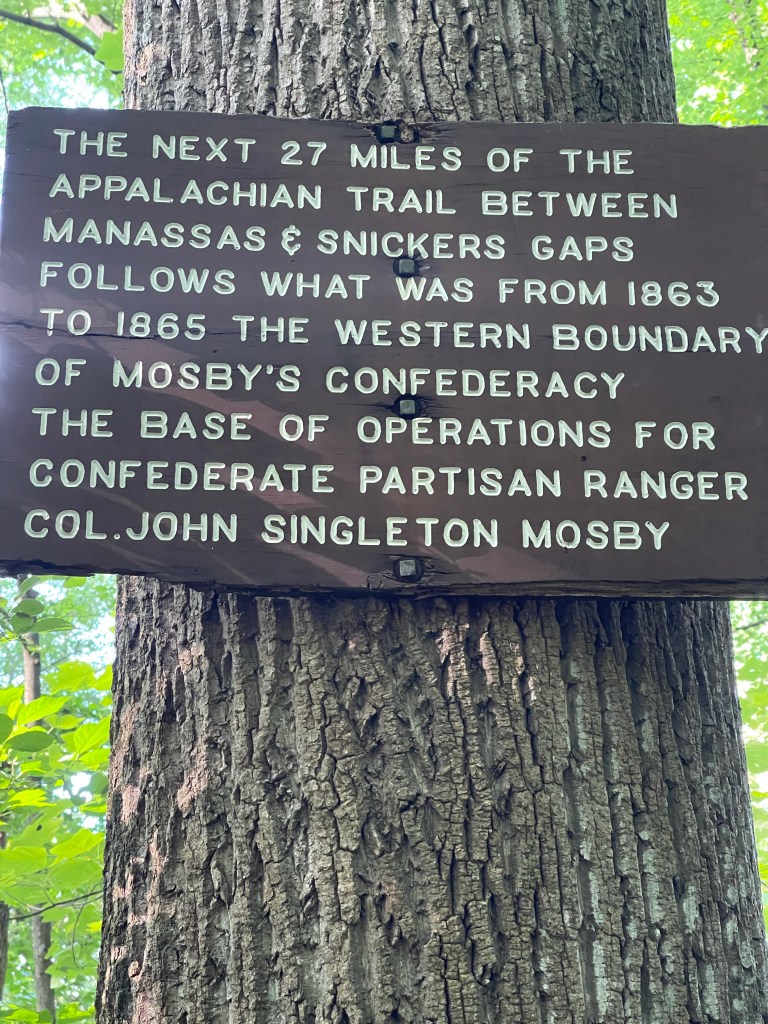 THE NEXT 27 MILES OF THE
APPALACHIAN TRAIL BETWEEN
MANASSAS & SNICKERS GAPS
FOLLOWS WHAT WAS FROM 1863
TO 1865 THE WESTERN BOUNDARY
OF MOSBY'S CONFEDERACY
THE BASE OF OPERATIONS FOR
CONFEDERATE PARTISAN RANGER
COL. JOHN SINGLETON MOSBY